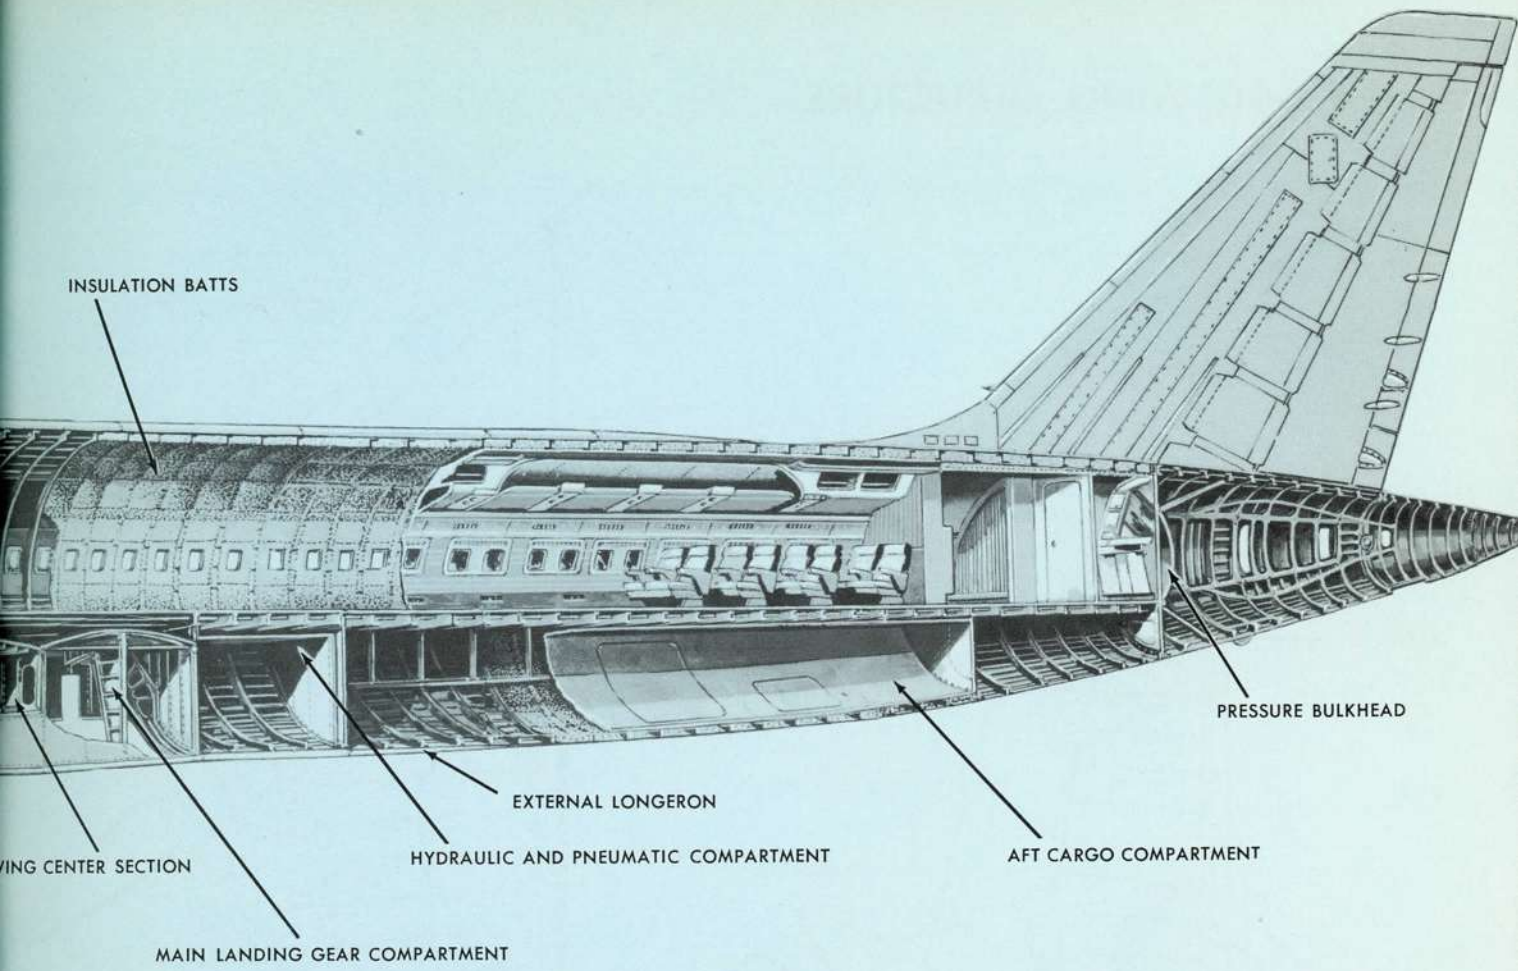 INSULATION BATTS
PRESSURE BULKHEAD
EXTERNAL LONGERON
HYDRAULIC AND PNEUMATIC COMPARTMENT
AFT CARGO COMPARTMENT
WING CENTER SECTION
MAIN LANDING GEAR COMPARTMENT